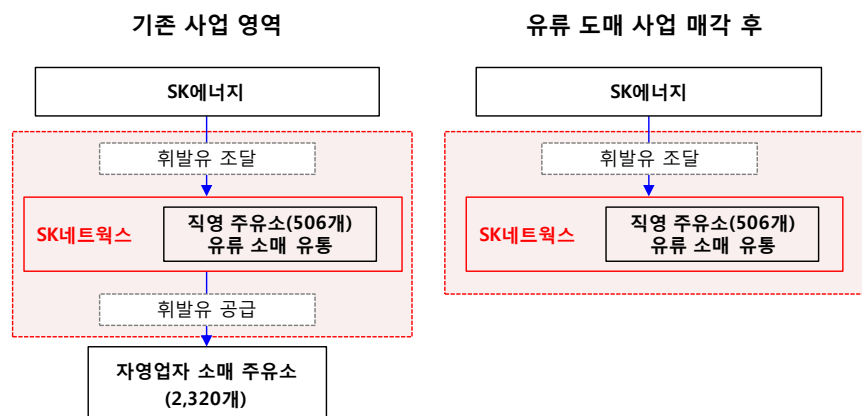 기존 사업 영역
SK에너지
휘발유 조달
SK네트웍스
직영 주유소(506개)
유류 소매 유통
휘발유 공급
자영업자 소매 주유소
(2,320개)
유류 도매 사업 매각 후
SK에너지
휘발유 조달
SK네트웍스
직영 주유소(506개)
유류 소매 유통